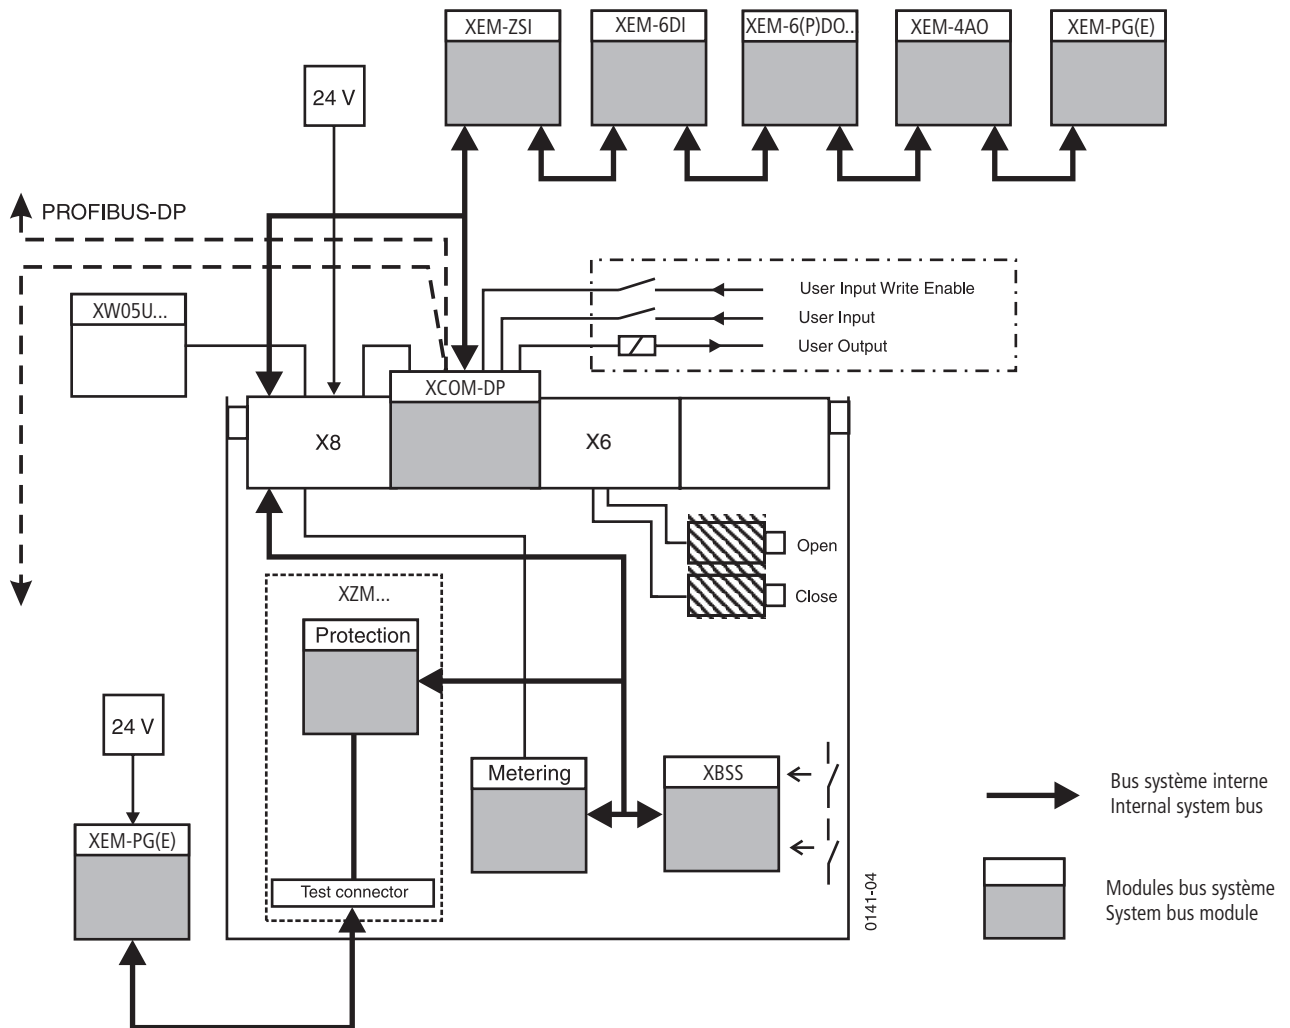 XEM-ZSI
XEM-6DI
XEM-6(P)DO...
XEM-4AO
XEM-PG(E)
24 V
PROFIBUS-DP
User Input Write Enable
User Input
User Output
XW05U...
XCOM-DP
X8
X6
Open
Close
XZM...
Protection
24 V
Metering
XBSS
XEM-PG(E)
Test connector
0141-04
Bus système interne
Internal system bus
Modules bus système
System bus module